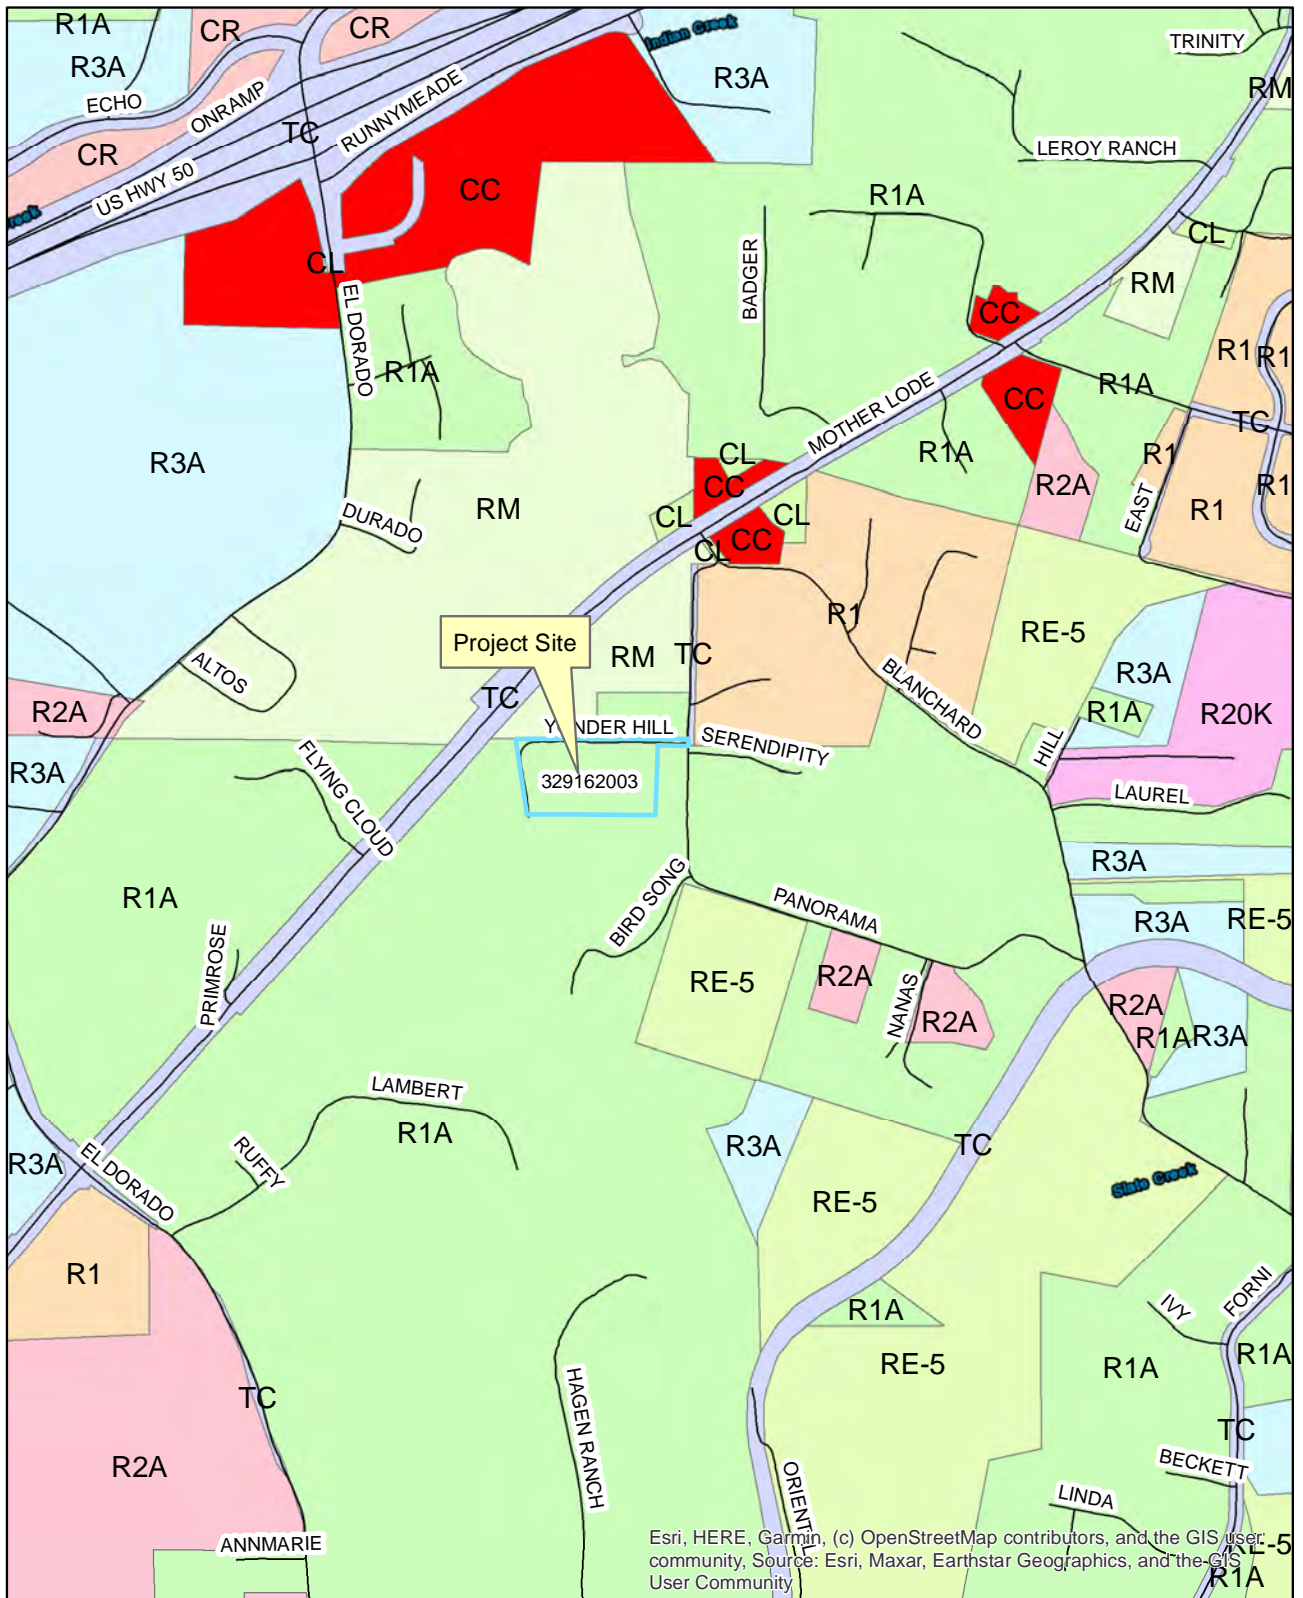 R1A
CR
CR
Indian Creek
TRINITY
R3A
R3A
RM
ECHO
ONRAMP
RUNNYMEADE
TC
LEROY RANCH
CR
US HWY 50
CC
R1A
reek
CL
CL
BADGER
RM
EL DORADO
CC
R1
R1
R1A
R1A
MOTHER LODE
CC
TC
R3A
CL
R1A
R1
CC
R2A
R1
EAST
R1
RM
DURADO
CL
CL
CC
CL
R1
RE-5
Project Site
RM
TC
R3A
ALTOS
BLANCHARD
TC
R2A
R1A
R20K
Y NDER HILL
SERENDIPITY
HILL
R3A
FLYING CLOUD
329162003
LAUREL
R3A
R1A
BIRD SONG
PANORAMA
R3A
RE-5
PRIMROSE
RE-5
R2A
NANAS
R2A
R2A
R1A
R3A
LAMBERT
R1A
R3A
TC
RUFFY
R3A
EL DORADO
Slate Creek
RE-5
R1
R1A
IVY
FORNI
RE-5
R1A
R1A
HAGEN RANCH
TC
TC
R2A
BECKETT
ORIENTAL
LINDA
ANNMARIE
RE-5
R1A
Esri, HERE, Garmin, (c) OpenStreetMap contributors, and the GIS user
community, Source: Esri, Maxar, Earthstar Geographics, and the GIS
User Community